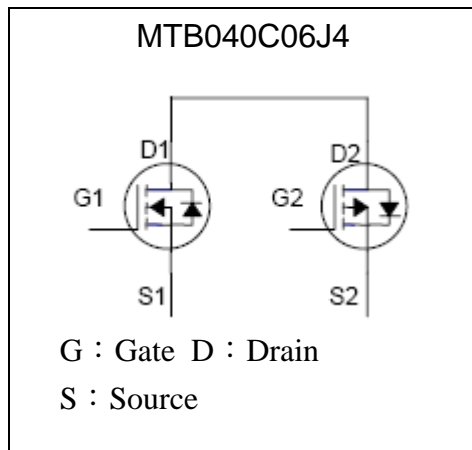 MTB040C06J4
D1 D2
G1 G2
S1 S2
G：Gate D：Drain
S：Source